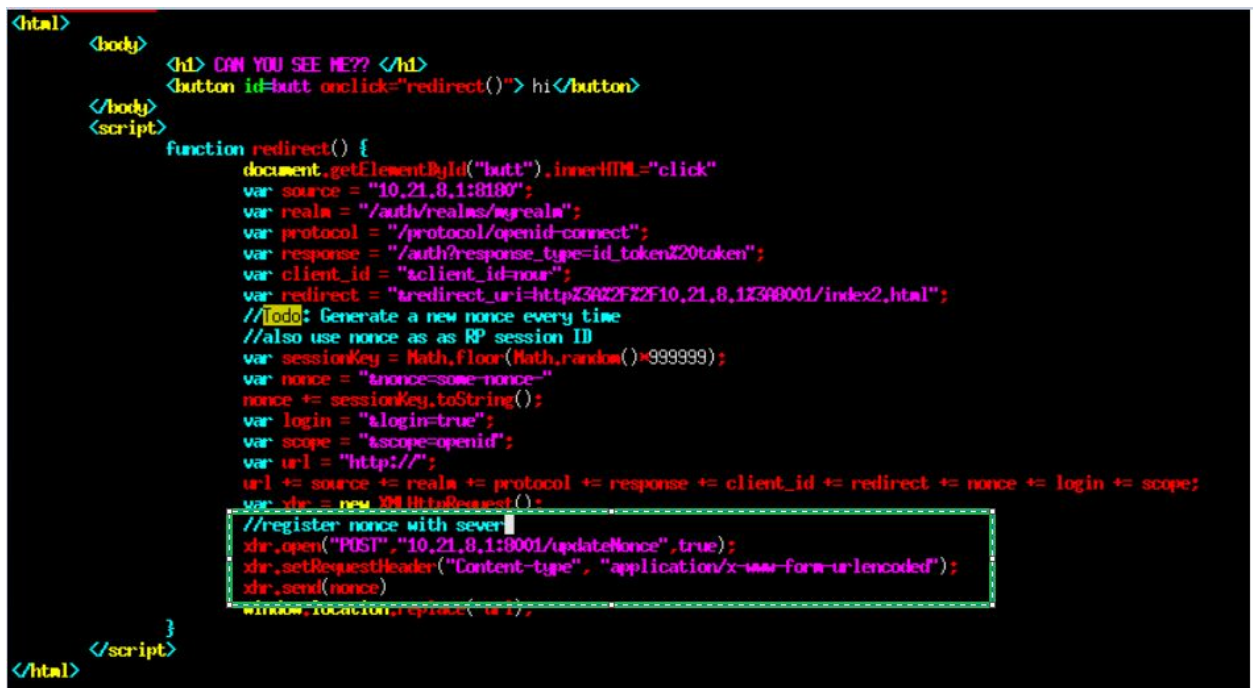 <html>
<body>
<h1> CAN YOU SEE ME?? </h1>
<button id=butt onclick="redirect()"> hi</button>
</body>
<script>
function redirect() {
document.getElementById("butt").innerHTML="click"
var source = "10.21.8.1:8180";
var realm = "/auth/realms/myrealm";
var protocol = "/protocol/openid-connect";
var response = "/auth?response_type=id_token%20token";
var client_id = "&client_id=nour";
var redirect = "&redirect_uri=http%3A%2F%2F10.21.8.1%3A8001/index2.html";
//Todo: Generate a new nonce every time
//also use nonce as as RP session ID
var sessionKey = Math.floor(Math.random()*999999);
var nonce = "&nonce=some-nonce-"
nonce += sessionKey.toString();
var login = "&login=true";
var scope = "&scope=openid";
var url = "http://";
url += source += realm += protocol += response += client_id += redirect += nonce += login += scope;
var xhr = new XMLHttpRequest();
//register nonce with sever
xhr.open("POST","10.21.8.1:8001/updateNonce",true);
xhr.setRequestHeader("Content-type", "application/x-www-form-urlencoded");
xhr.send(nonce)
window.location.replace( url);
}
</script>
</html>